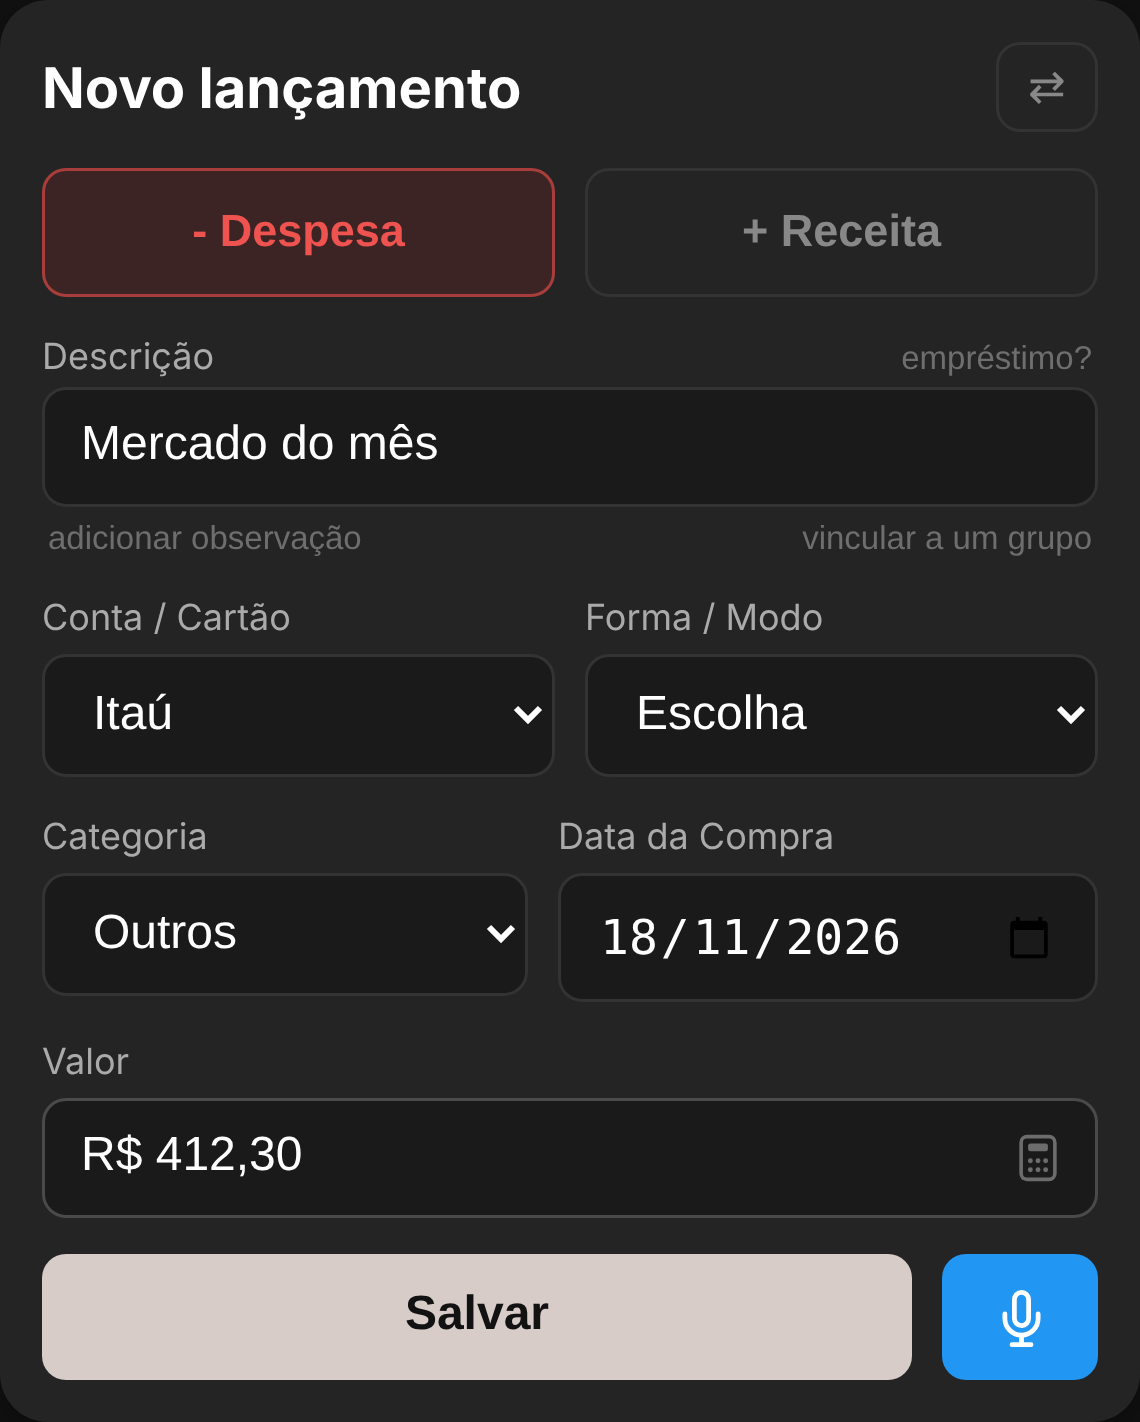 Novo lançamento
- Despesa
+ Receita
Descrição
empréstimo?
Mercado do mês
adicionar observação
vincular a um grupo
Conta / Cartão
Forma / Modo
Itaú
Escolha
Categoria
Data da Compra
Outros
18/11/2026
Valor
R$ 412,30
Salvar